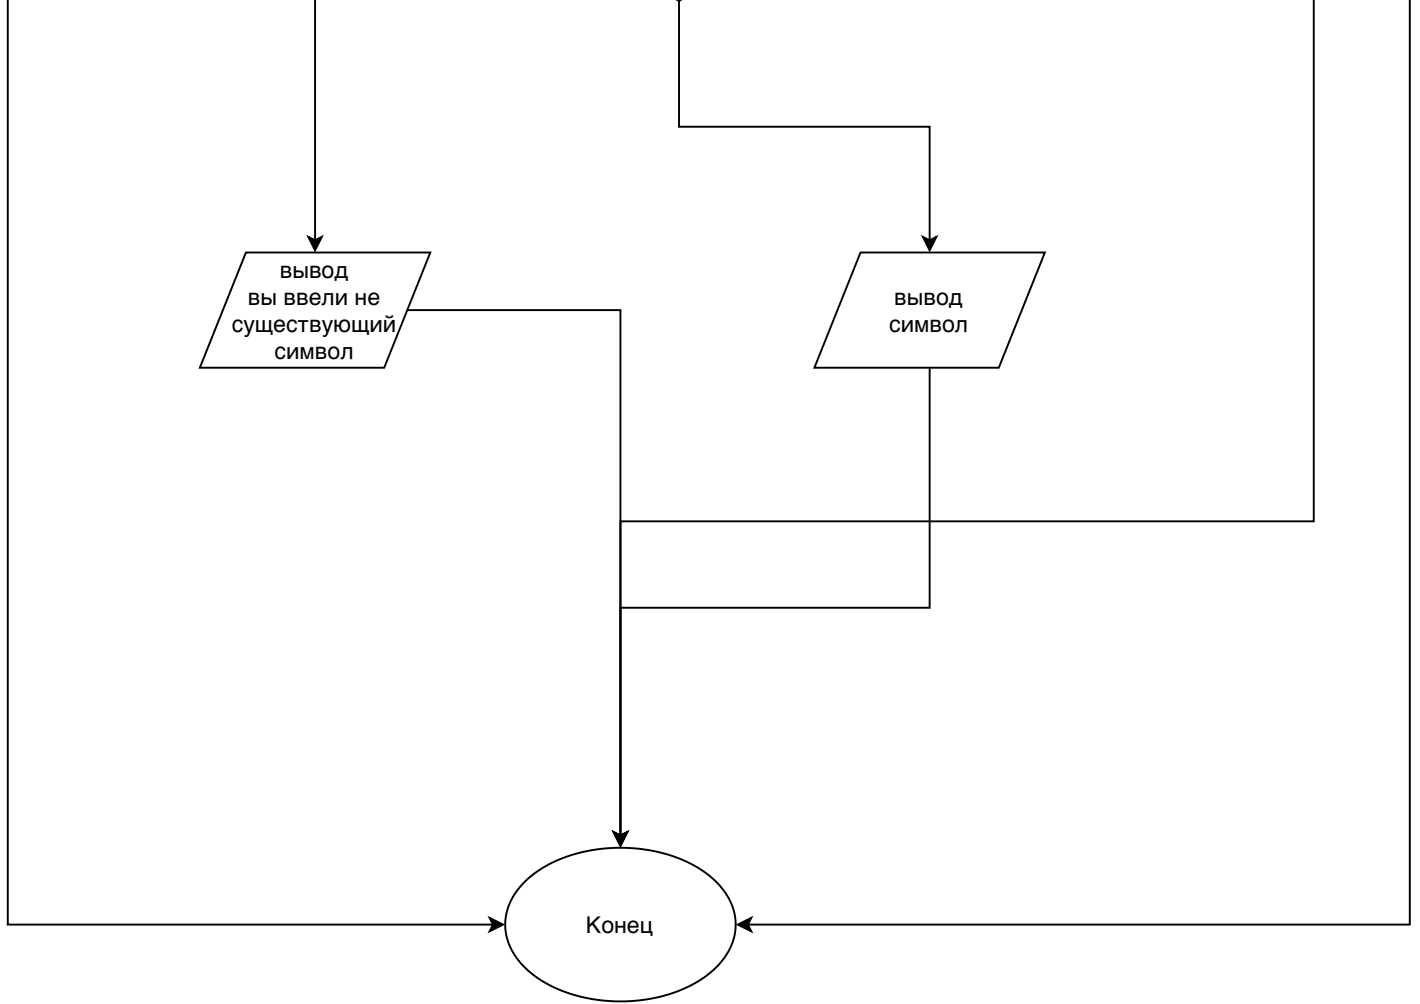 вывод
вы ввели не
существующий
символ
вывод
символ
Конец